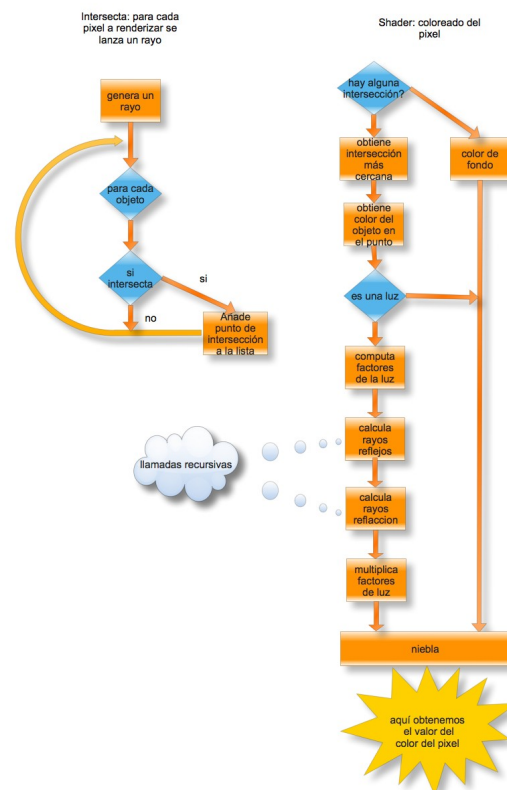 Intersecta: para cada
pixel a renderizar se
lanza un rayo
genera un
rayo
para cada
objeto
si
intersecta
si
no
Añade
punto de
intersección
a la lista
llamadas recursivas
Shader: coloreado del
pixel
hay alguna
intersección?
obtiene
intersección
más
cercana
color de
fondo
obtiene
color del
objeto en
el punto
es una luz
computa
factores
de la luz
calcula
rayos
reflejos
calcula
rayos
reflaccion
multiplica
factores
de luz
niebla
aquí obtenemos
el valor del
color del pixel